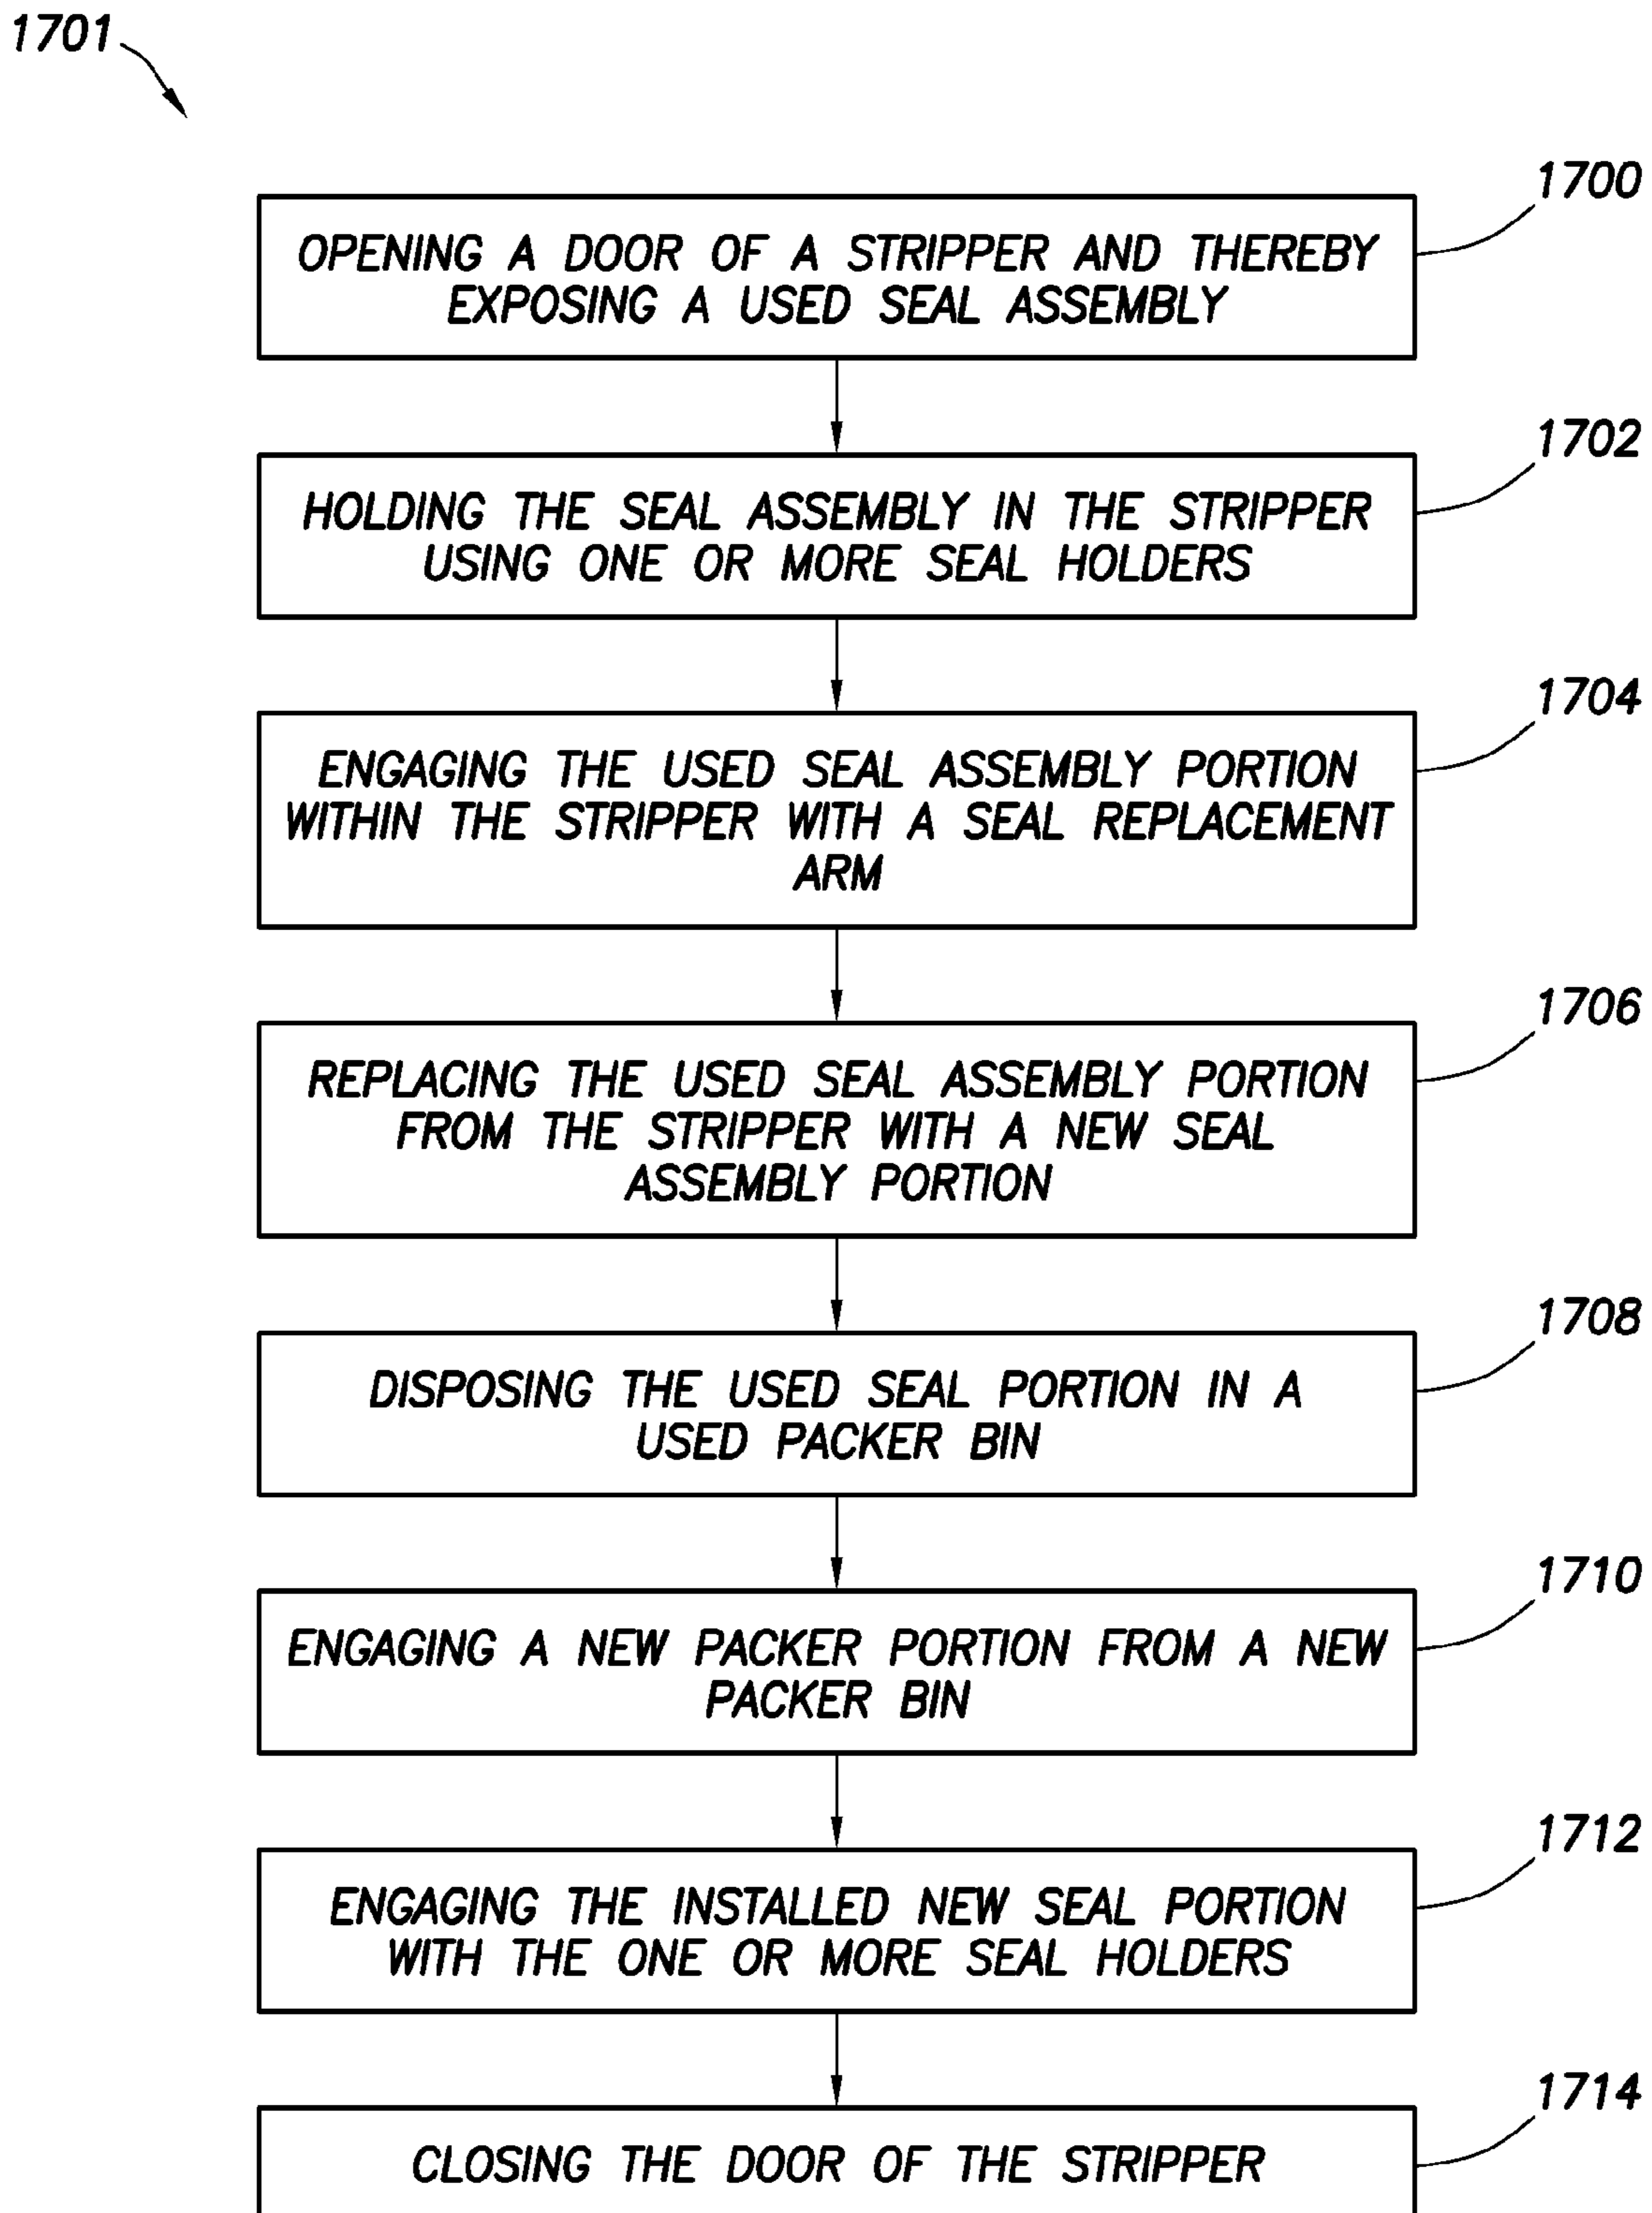 1701
1700
OPENING A DOOR OF A STRIPPER AND THEREBY
EXPOSING A USED SEAL ASSEMBLY
1702
HOLDING THE SEAL ASSEMBLY IN THE STRIPPER
USING ONE OR MORE SEAL HOLDERS
1704
ENGAGING THE USED SEAL ASSEMBLY PORTION
WITHIN THE STRIPPER WITH A SEAL REPLACEMENT
ARM
1706
REPLACING THE USED SEAL ASSEMBLY PORTION
FROM THE STRIPPER WITH A NEW SEAL
ASSEMBLY PORTION
1708
DISPOSING THE USED SEAL PORTION IN A
USED PACKER BIN
1710
ENGAGING A NEW PACKER PORTION FROM A NEW
PACKER BIN
1712
ENGAGING THE INSTALLED NEW SEAL PORTION
WITH THE ONE OR MORE SEAL HOLDERS
1714
CLOSING THE DOOR OF THE STRIPPER